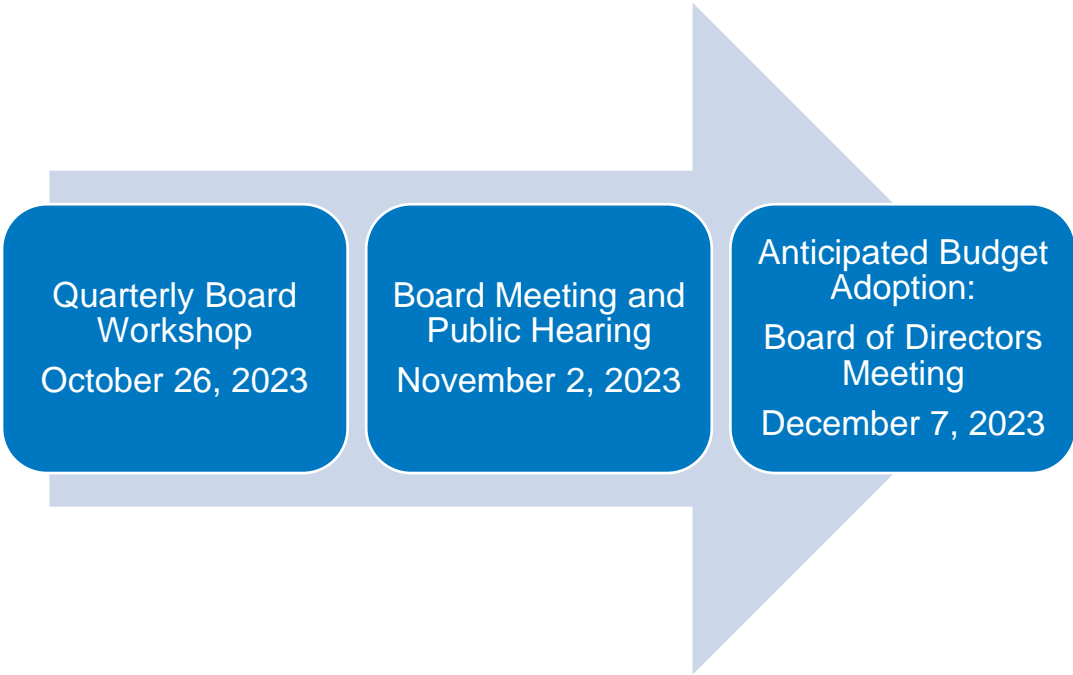 Quarterly Board
Workshop
October 26, 2023
Board Meeting and
Public Hearing
November 2, 2023
Anticipated Budget
Adoption:
Board of Directors
Meeting
December 7, 2023